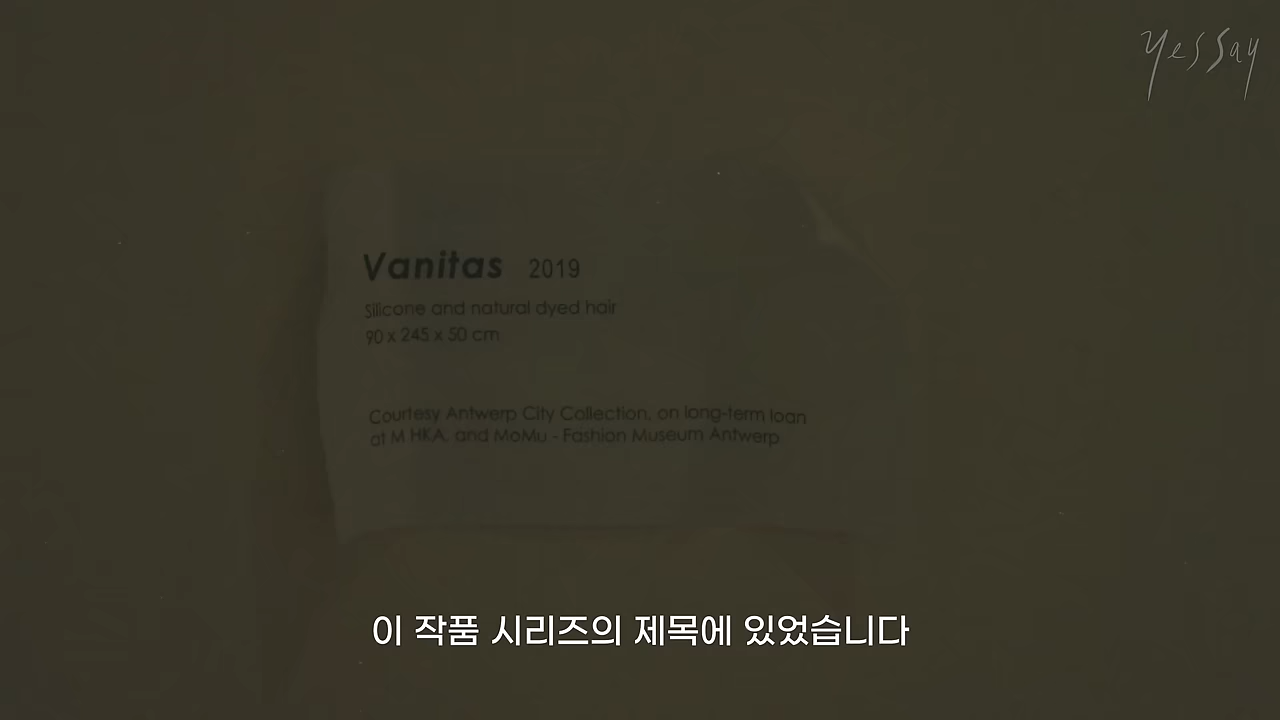 yessay
Vanitas 2019
Silicone and natural dyed hair
90 x 245 x 50 cm
Courtesy Antwerp City Collection, on long-term loan
at M HKA, and MoMu - Fashion Museum Antwerp
이 작품 시리즈의 제목에 있었습니다